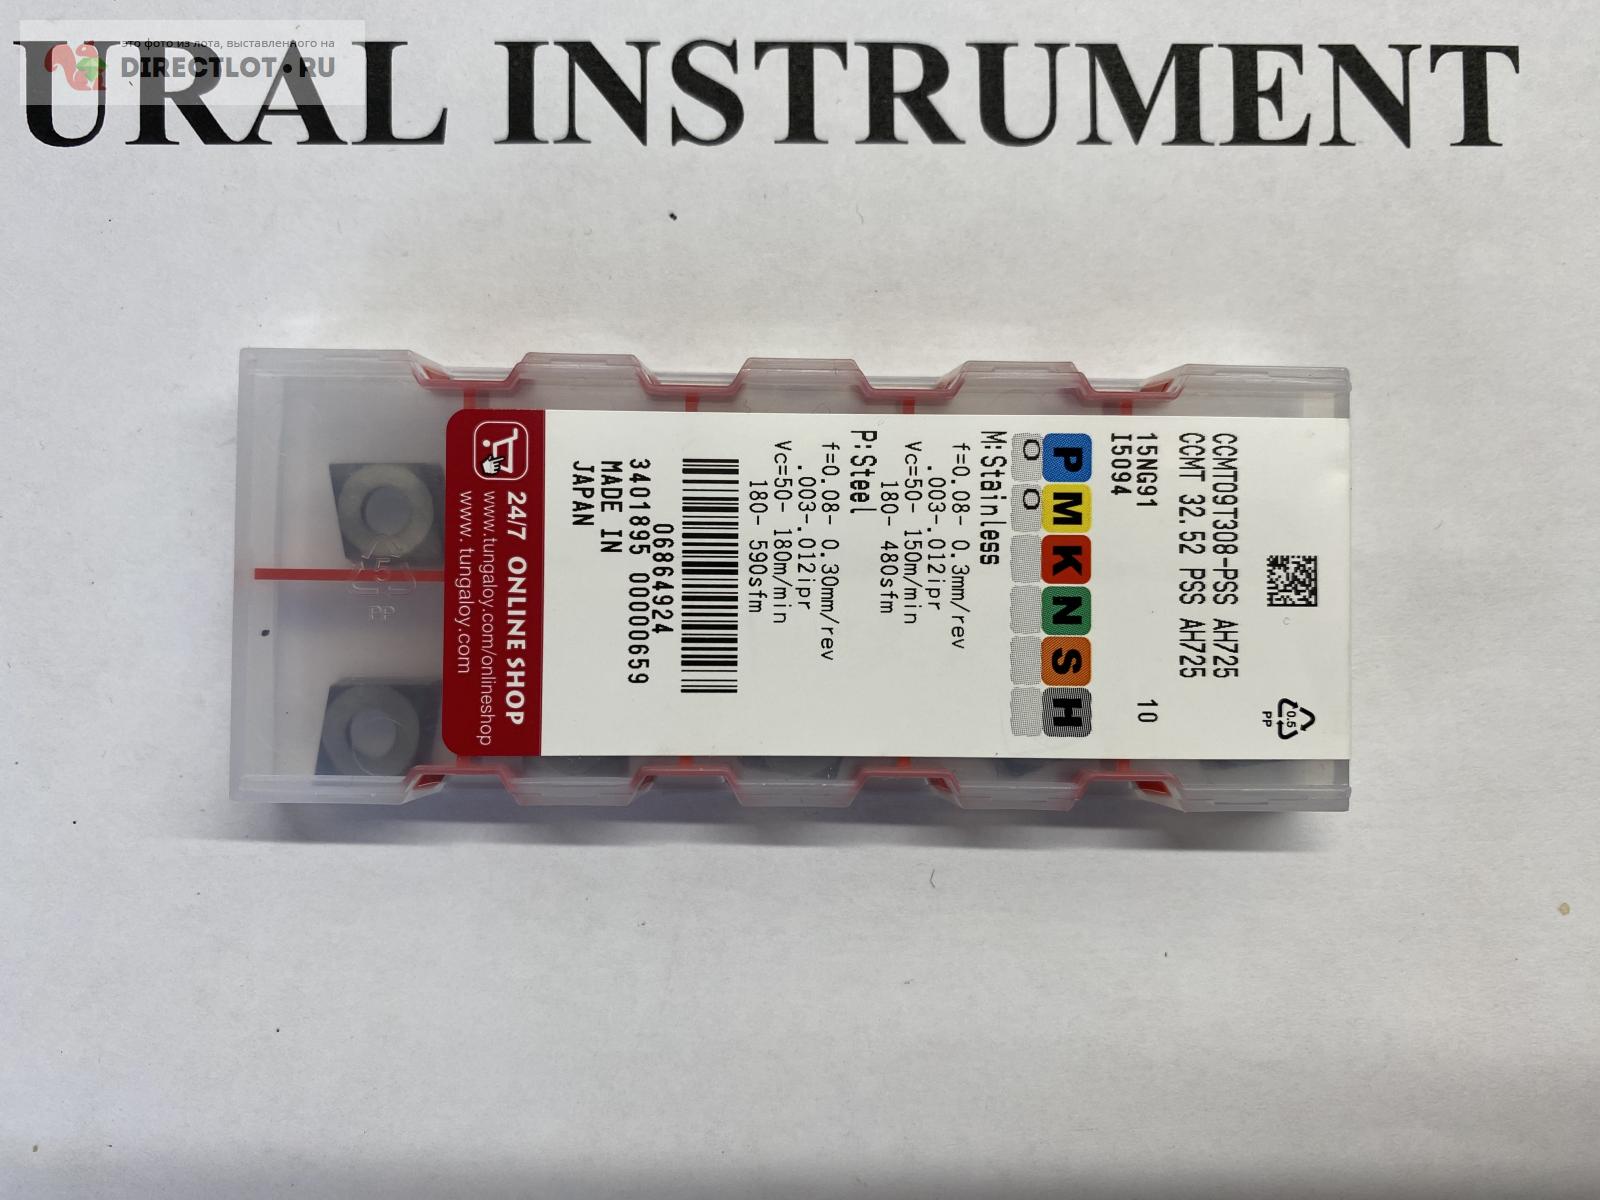 это фото из лота, выставленного на
DIRECTLOT.RU
URAL INSTRUMENT
0.5
PP
C
CCMT09T308-PSS AH725
CCMT 32.52 PSS AH725
15NG91 10
I5094
P M K N S H
O O
M:Stainless
f=0.08- 0.3mm/rev
.003-.012ipr
Vc=50- 150m/min
180- 480sfm
P:Steel
f=0.08- 0.30mm/rev
.003-.012ipr
Vc=50- 180m/min
180- 590sfm
06864924
34018895 00000659
MADE IN
JAPAN
24/7 ONLINE SHOP
www.tungaloy.com/onlineshop
www.tungaloy.com